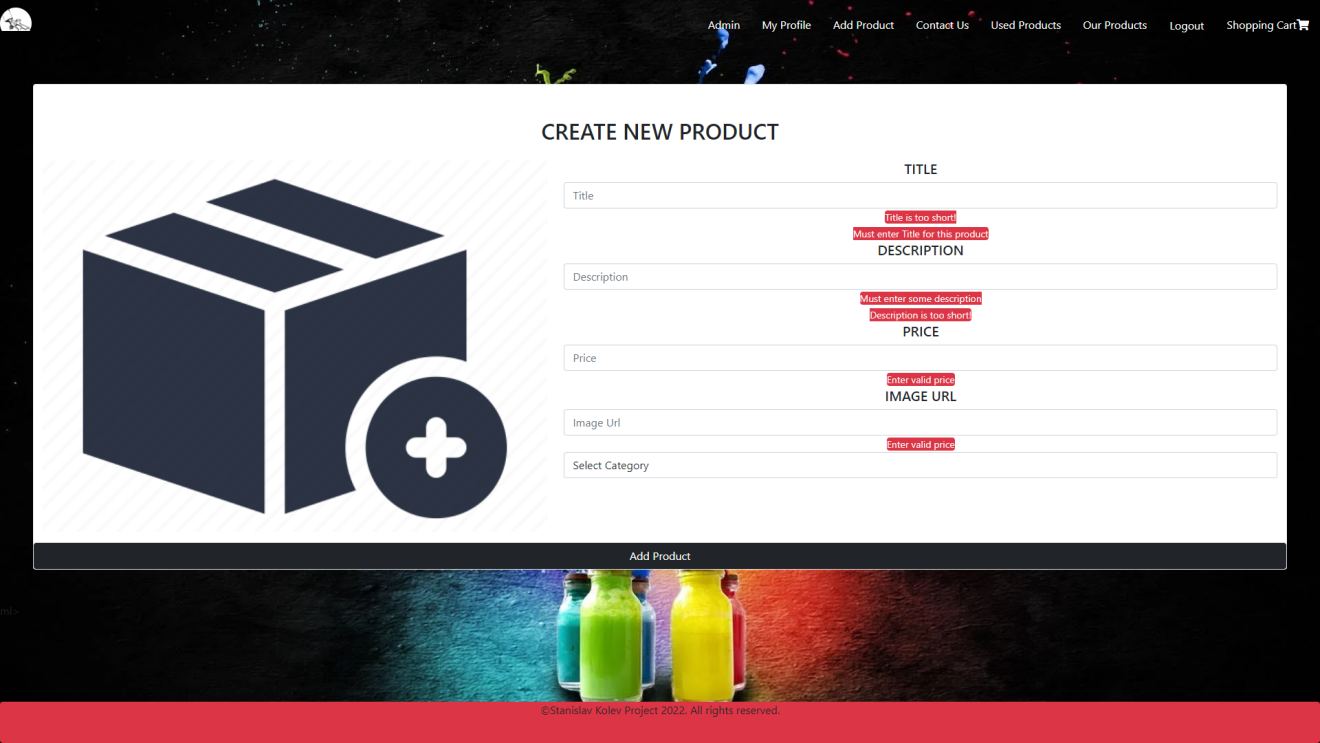 Admin My Profile Add Product Contact Us Used Products Our Products Logout Shopping Cart
CREATE NEW PRODUCT
TITLE
Title
Title is too short!
Must enter Title for this product
DESCRIPTION
Description
Must enter some description
Description is too short!
PRICE
Price
Enter valid price
IMAGE URL
Image Url
Enter valid price
Select Category
Add Product
ml>
©Stanislav Kolev Project 2022. All rights reserved.